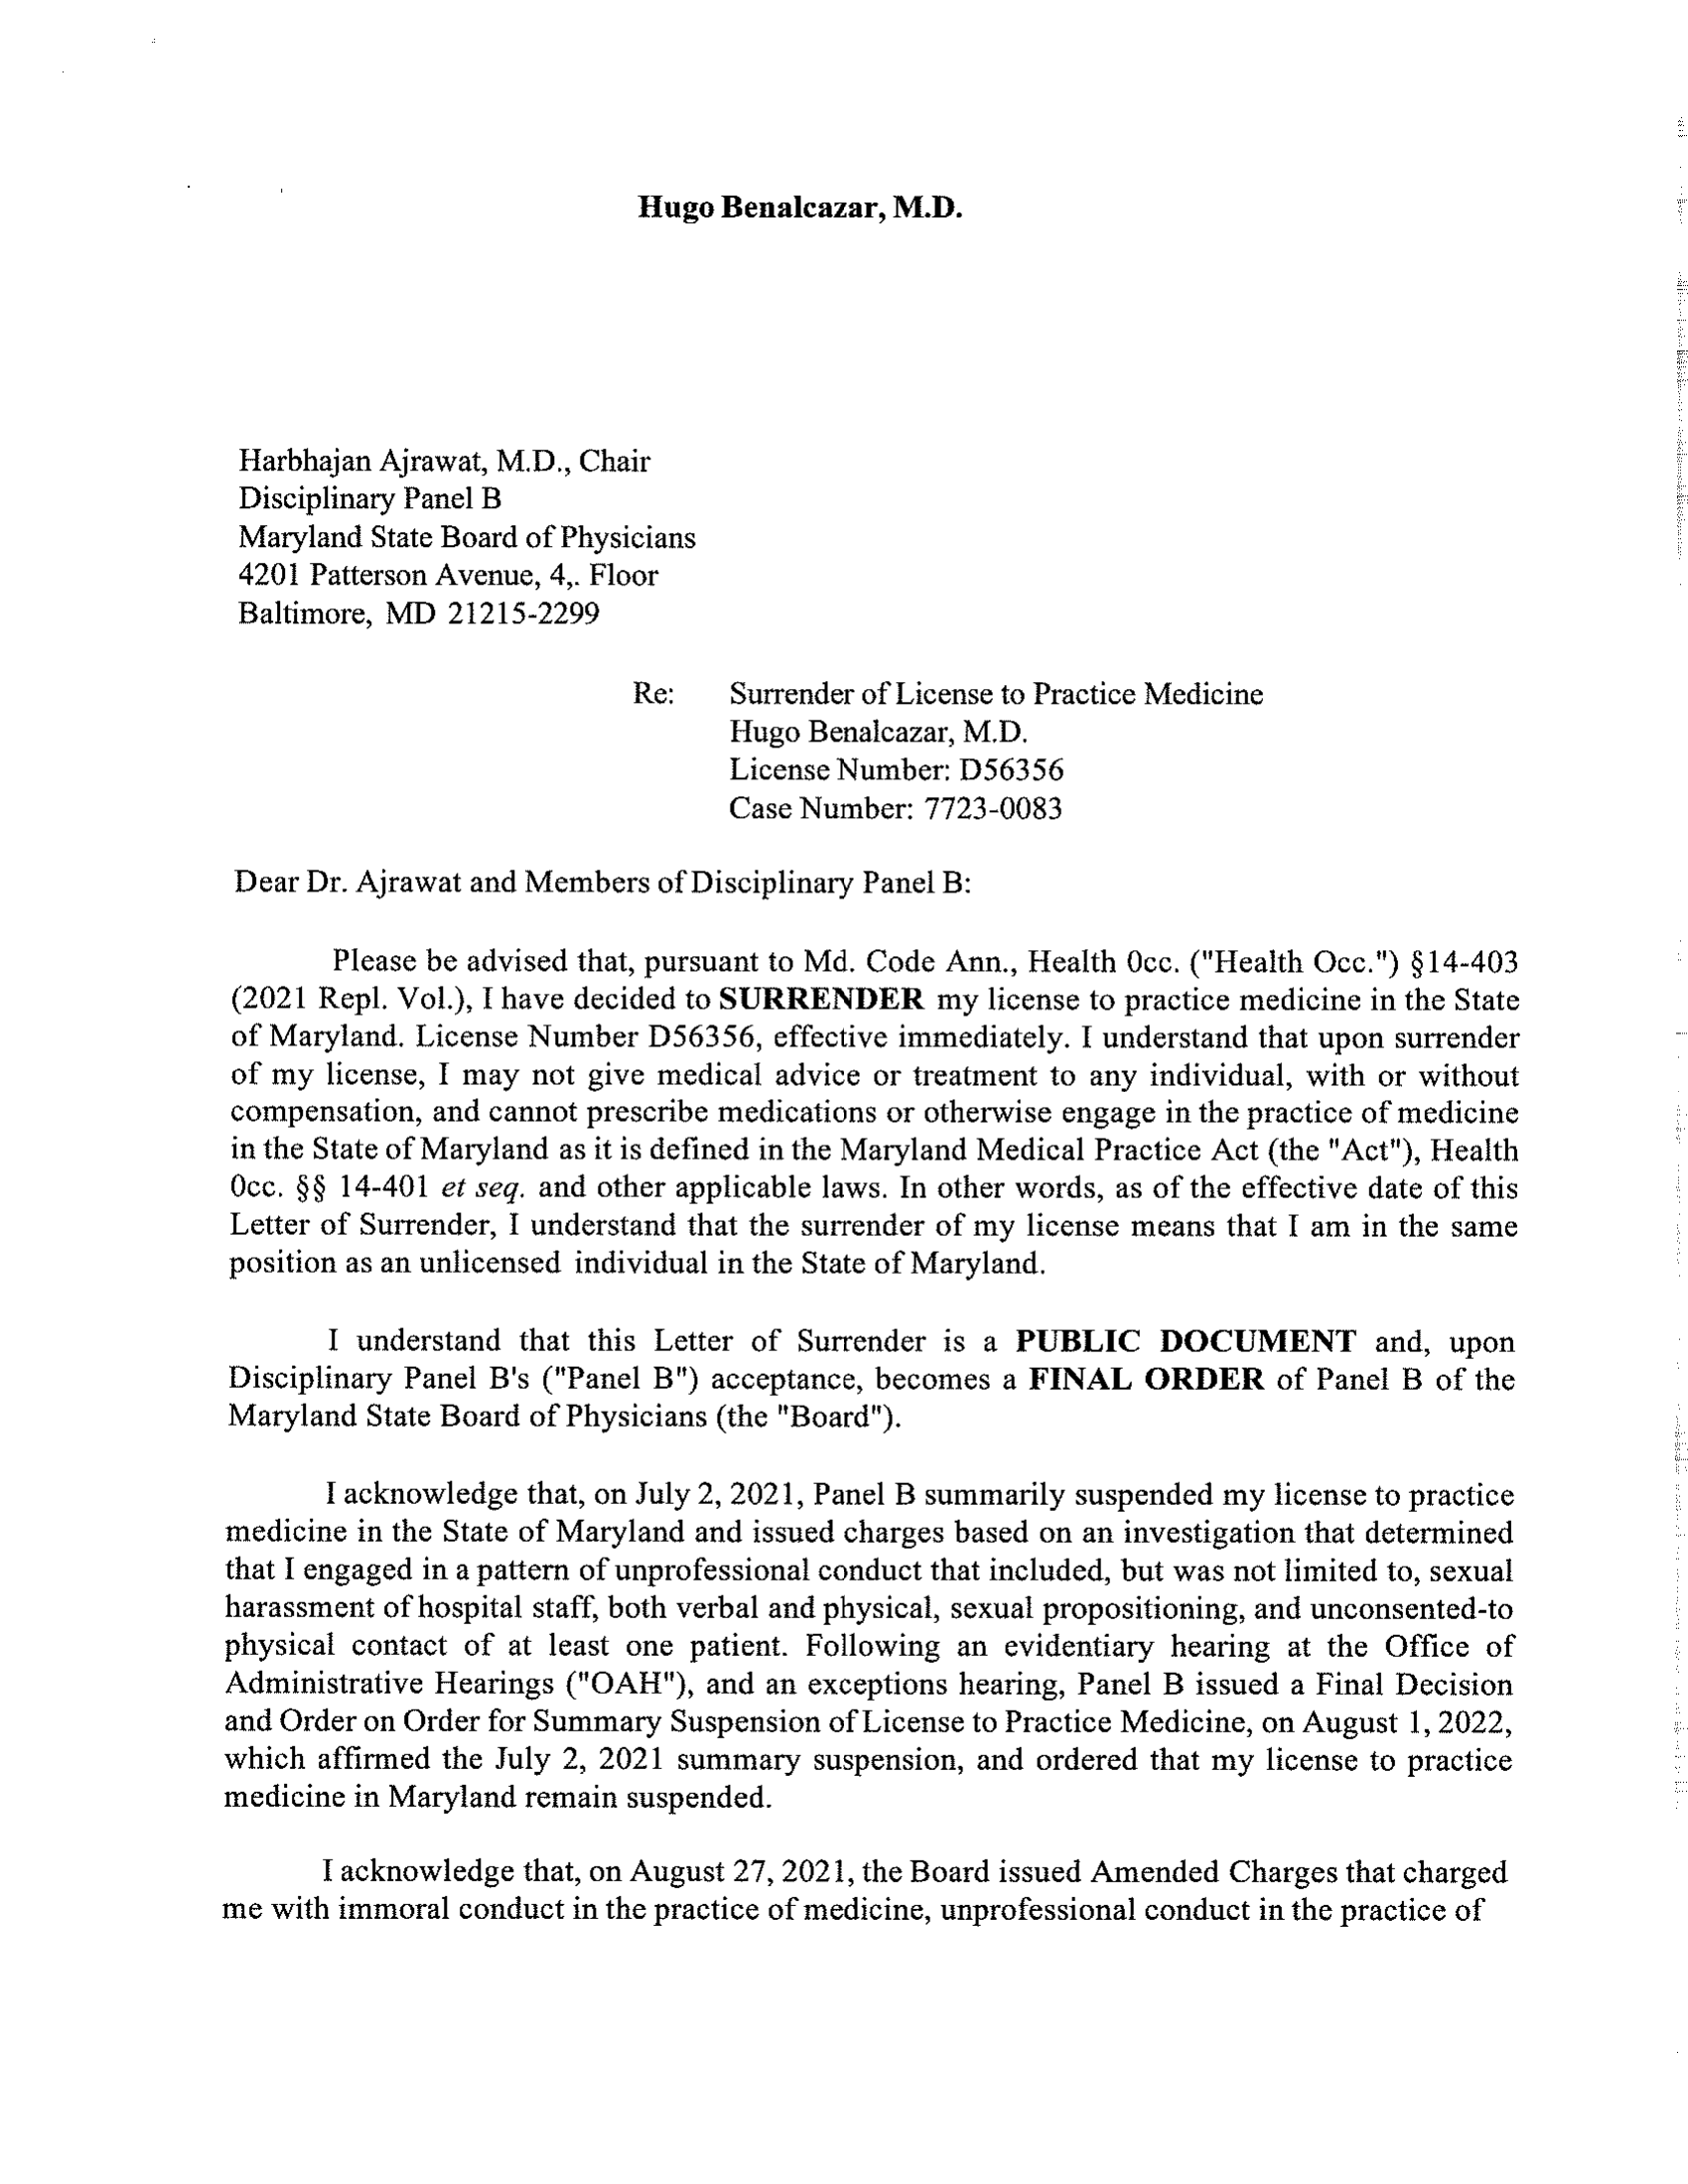 Hugo Benalcazar, M.D.
Harbhajan Ajrawat, M.D., Chair
Disciplinary Panel B
Maryland State Board of Physicians
4201 Patterson Avenue, 4,. Floor
Baltimore, MD 21215-2299
Re: Surrender of License to Practice Medicine
Hugo Benalcazar, M.D.
License Number: D56356
Case Number: 7723-0083
Dear Dr. Ajrawat and Members of Disciplinary Panel B:
Please be advised that, pursuant to Md. Code Ann., Health 0cc. ("Health Occ.") §14-403
(2021 Repl. Vol.), I have decided to SURRENDER my license to practice medicine in the State
of Maryland. License Number D56356, effective immediately. I understand that upon surrender
of my license, I may not give medical advice or treatment to any individual, with or without
compensation, and cannot prescribe medications or otherwise engage in the practice of medicine
in the State of Maryland as it is defined in the Maryland Medical Practice Act (the "Act"), Health
0cc. §§ 14-401 et seq. and other applicable laws. In other words, as of the effective date of this
Letter of Surrender, I understand that the surrender of my license means that I am in the same
position as an unlicensed individual in the State of Maryland.
I understand that this Letter of Surrender is a PUBLIC DOCUMENT and, upon
Disciplinary Panel B's ("Panel B") acceptance, becomes a FINAL ORDER of Panel B of the
Maryland State Board of Physicians (the "Board").
I acknowledge that, on July 2, 2021, Panel B summarily suspended my license to practice
medicine in the State of Maryland and issued charges based on an investigation that determined
that I engaged in a pattern of unprofessional conduct that included, but was not limited to, sexual
harassment of hospital staff, both verbal and physical, sexual propositioning, and unconsented-to
physical contact of at least one patient. Following an evidentiary hearing at the Office of
Administrative Hearings ("OAH"), and an exceptions hearing, Panel B issued a Final Decision
and Order on Order for Summary Suspension of License to Practice Medicine, on August 1, 2022,
which affirmed the July 2, 2021 summary suspension, and ordered that my license to practice
medicine in Maryland remain suspended.
I acknowledge that, on August 27, 2021, the Board issued Amended Charges that charged
me with immoral conduct in the practice of medicine, unprofessional conduct in the practice of